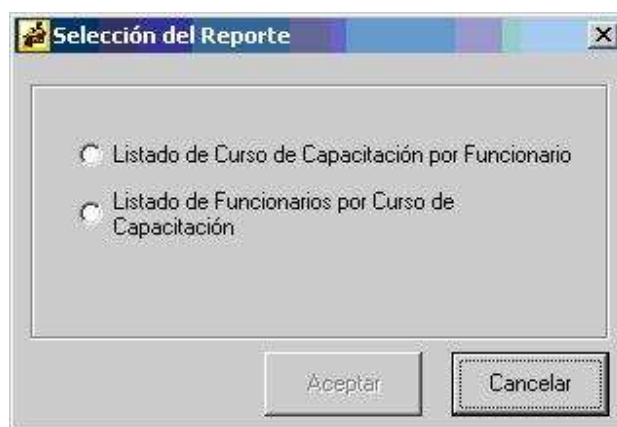 Selección del Reporte
Listado de Curso de Capacitación por Funcionario
Listado de Funcionarios por Curso de
Capacitación
Aceptar
Cancelar